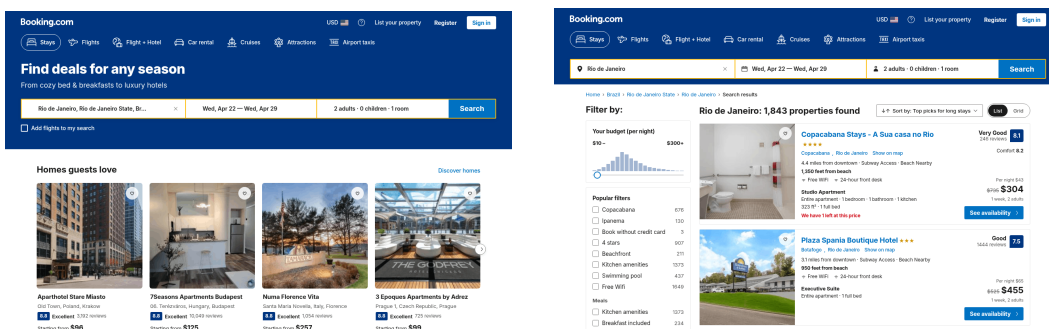 Booking.com
USD
List your property
Register
Sign in
Stays
Flights
Flight + Hotel
Car rental
Cruises
Attractions
Airport taxis
Find deals for any season
From cozy bed & breakfasts to luxury hotels
Rio de Janeiro, Rio de Janeiro State, Br...
Wed, Apr 22 — Wed, Apr 29
2 adults · 0 children · 1 room
Search
Add flights to my search
Homes guests love
Discover homes
THE GODFREY
Aparthotel Stare Miasto
Old Town, Poland, Krakow
8.8 Excellent 3,192 reviews
Starting from $96
7Seasons Apartments Budapest
06. Terézváros, Hungary, Budapest
8.8 Excellent 10,049 reviews
Starting from $125
Numa Florence Vita
Santa Maria Novella, Italy, Florence
8.8 Excellent 1,054 reviews
Starting from $257
3 Epoques Apartments by Adrez
Prague 1, Czech Republic, Prague
8.8 Excellent 725 reviews
Starting from $99
Booking.com
USD
List your property
Register
Sign in
Stays
Flights
Flight + Hotel
Car rental
Cruises
Attractions
Airport taxis
Rio de Janeiro
Wed, Apr 22 — Wed, Apr 29
2 adults · 0 children · 1 room
Search
Home › Brazil › Rio de Janeiro State › Rio de Janeiro › Search results
Filter by:
Rio de Janeiro: 1,843 properties found
Sort by: Top picks for long stays
List
Grid
Your budget (per night)
$10 –
$300+
Popular filters
Copacabana 676
Ipanema 130
Book without credit card 3
4 stars 907
Beachfront 211
Kitchen amenities 1373
Swimming pool 437
Free Wifi 1648
Meals
Kitchen amenities 1373
Breakfast included 234
Copacabana Stays - A Sua casa no Rio
Copacabana, Rio de Janeiro Show on map
4.4 miles from downtown · Subway Access · Beach Nearby
1,350 feet from beach
+ Free WiFi + 24-hour front desk
Studio Apartment
Entire apartment · 1 bedroom · 1 bathroom · 1 kitchen
323 ft² · 1 full bed
We have 1 left at this price
Very Good
246 reviews
8.1
Comfort 8.2
Per night $43
$735 $304
1 week, 2 adults
See availability
Plaza Spania Boutique Hotel
Botafogo, Rio de Janeiro Show on map
3.1 miles from downtown · Subway Access · Beach Nearby
950 feet from beach
+ Free WiFi + 24-hour front desk
Executive Suite
Entire apartment · 1 full bed
Good
1444 reviews
7.5
Per night $65
$525 $455
1 week, 2 adults
See availability